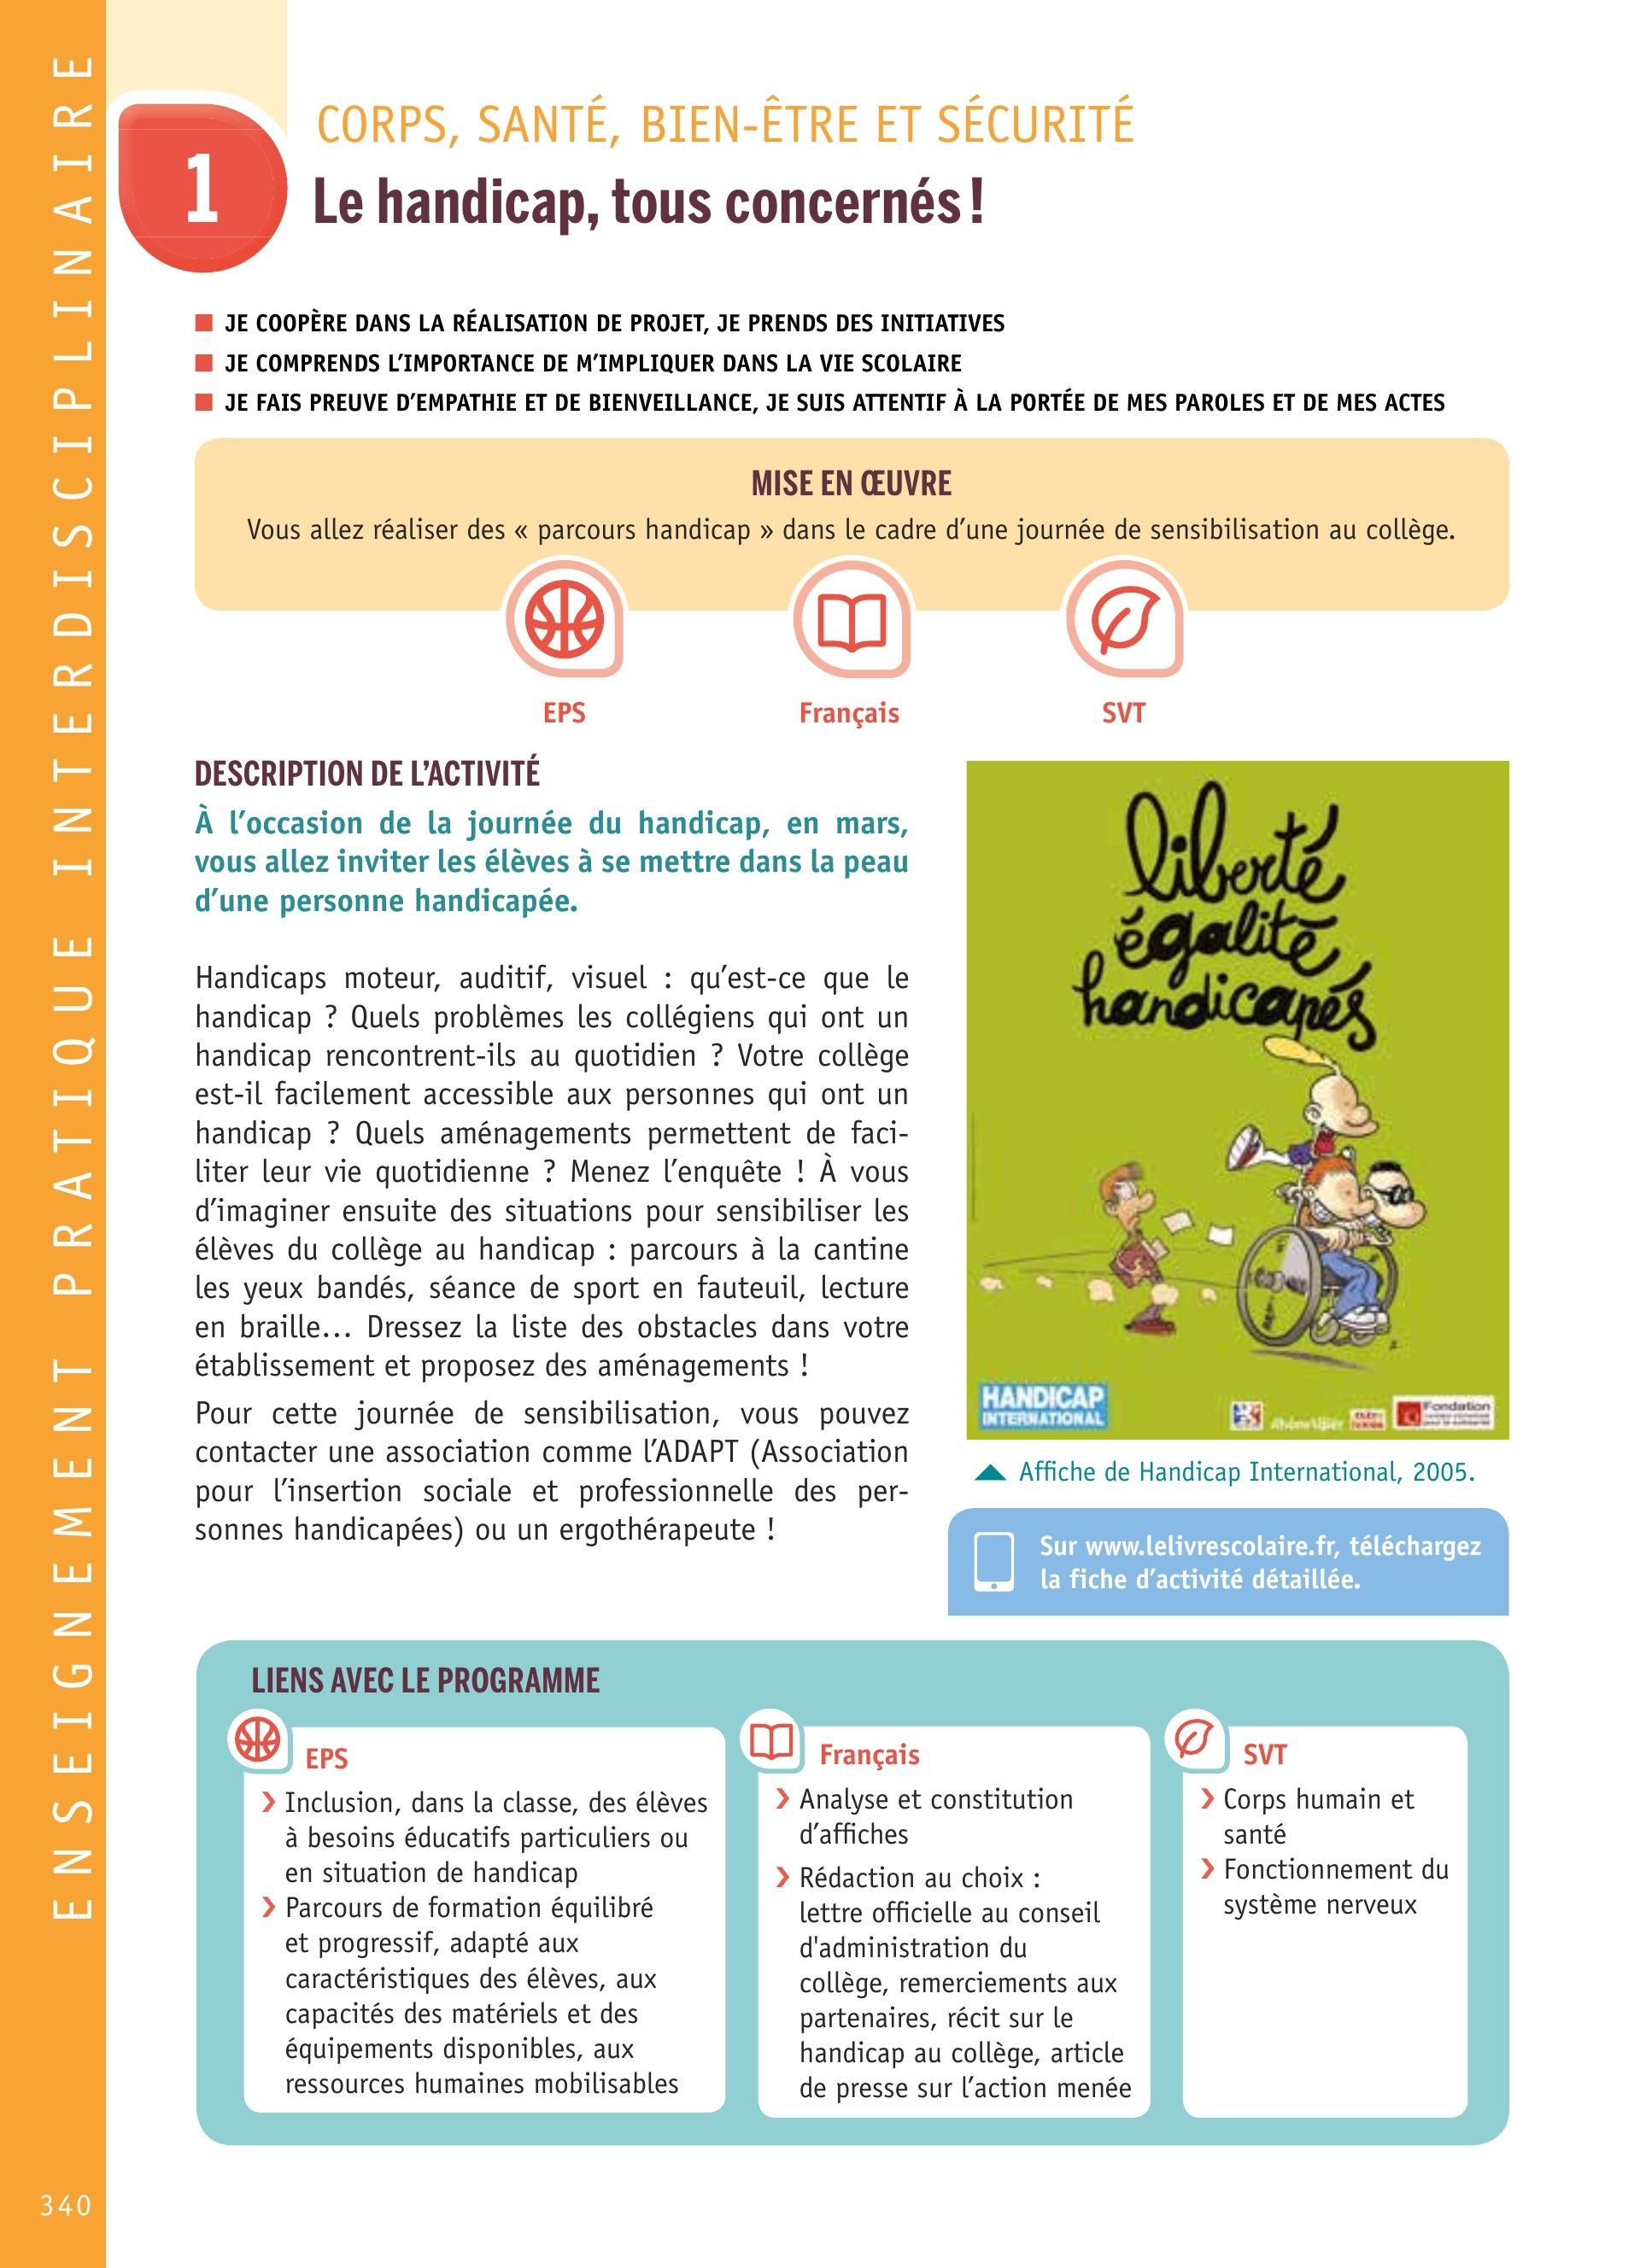 ENSEIGNEMENT PRATIQUE INTERDISCIPLINAIRE
1
CORPS, SANTÉ, BIEN-ÊTRE ET SÉCURITÉ
Le handicap, tous concernés !
JE COOPÈRE DANS LA RÉALISATION DE PROJET, JE PRENDS DES INITIATIVES
JE COMPRENDS L’IMPORTANCE DE M’IMPLIQUER DANS LA VIE SCOLAIRE
JE FAIS PREUVE D’EMPATHIE ET DE BIENVEILLANCE, JE SUIS ATTENTIF À LA PORTÉE DE MES PAROLES ET DE MES ACTES
MISE EN ŒUVRE
Vous allez réaliser des « parcours handicap » dans le cadre d’une journée de sensibilisation au collège.
EPS
Français
SVT
DESCRIPTION DE L’ACTIVITÉ
À l’occasion de la journée du handicap, en mars,
vous allez inviter les élèves à se mettre dans la peau
d’une personne handicapée.
Handicaps moteur, auditif, visuel : qu’est-ce que le
handicap ? Quels problèmes les collégiens qui ont un
handicap rencontrent-ils au quotidien ? Votre collège
est-il facilement accessible aux personnes qui ont un
handicap ? Quels aménagements permettent de faci-
liter leur vie quotidienne ? Menez l’enquête ! À vous
d’imaginer ensuite des situations pour sensibiliser les
élèves du collège au handicap : parcours à la cantine
les yeux bandés, séance de sport en fauteuil, lecture
en braille… Dressez la liste des obstacles dans votre
établissement et proposez des aménagements !
Pour cette journée de sensibilisation, vous pouvez
contacter une association comme l’ADAPT (Association
pour l’insertion sociale et professionnelle des per-
sonnes handicapées) ou un ergothérapeute !
liberté
égalité
handicapés
HANDICAP
INTERNATIONAL
Fondation
Affiche de Handicap International, 2005.
Sur www.lelivrescolaire.fr, téléchargez
la fiche d’activité détaillée.
LIENS AVEC LE PROGRAMME
EPS
Inclusion, dans la classe, des élèves
à besoins éducatifs particuliers ou
en situation de handicap
Parcours de formation équilibré
et progressif, adapté aux
caractéristiques des élèves, aux
capacités des matériels et des
équipements disponibles, aux
ressources humaines mobilisables
Français
Analyse et constitution
d’affiches
Rédaction au choix :
lettre officielle au conseil
d'administration du
collège, remerciements aux
partenaires, récit sur le
handicap au collège, article
de presse sur l’action menée
SVT
Corps humain et
santé
Fonctionnement du
système nerveux
340